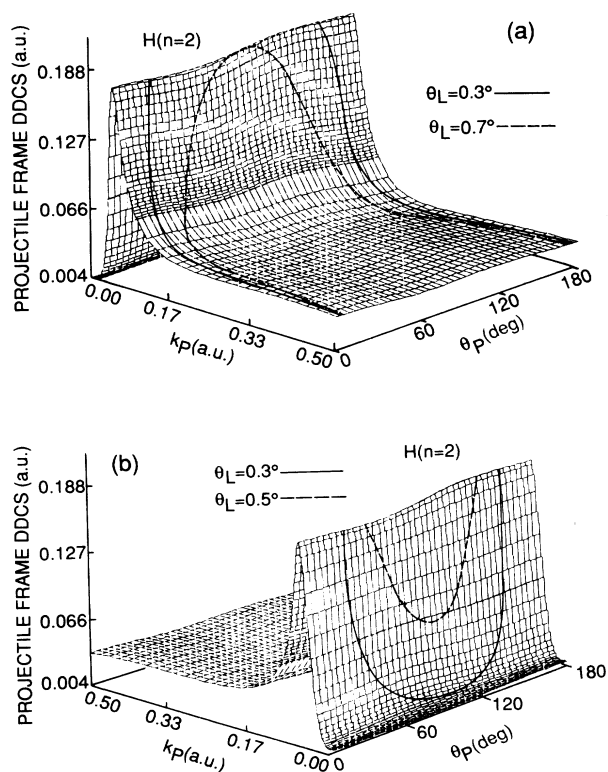 H(n=2)
(a)
θL=0.3°
θL=0.7°
PROJECTILE FRAME DDCS (a.u.)
0.188
0.127
0.066
0.004
0.00
0.17
0.33
0.50
kP(a.u.)
0
60
120
180
θP(deg)
(b)
H(n=2)
θL=0.3°
θL=0.5°
PROJECTILE FRAME DDCS (a.u.)
0.188
0.127
0.066
0.004
0.50
0.33
0.17
0.00
kP(a.u.)
0
60
120
180
θP(deg)